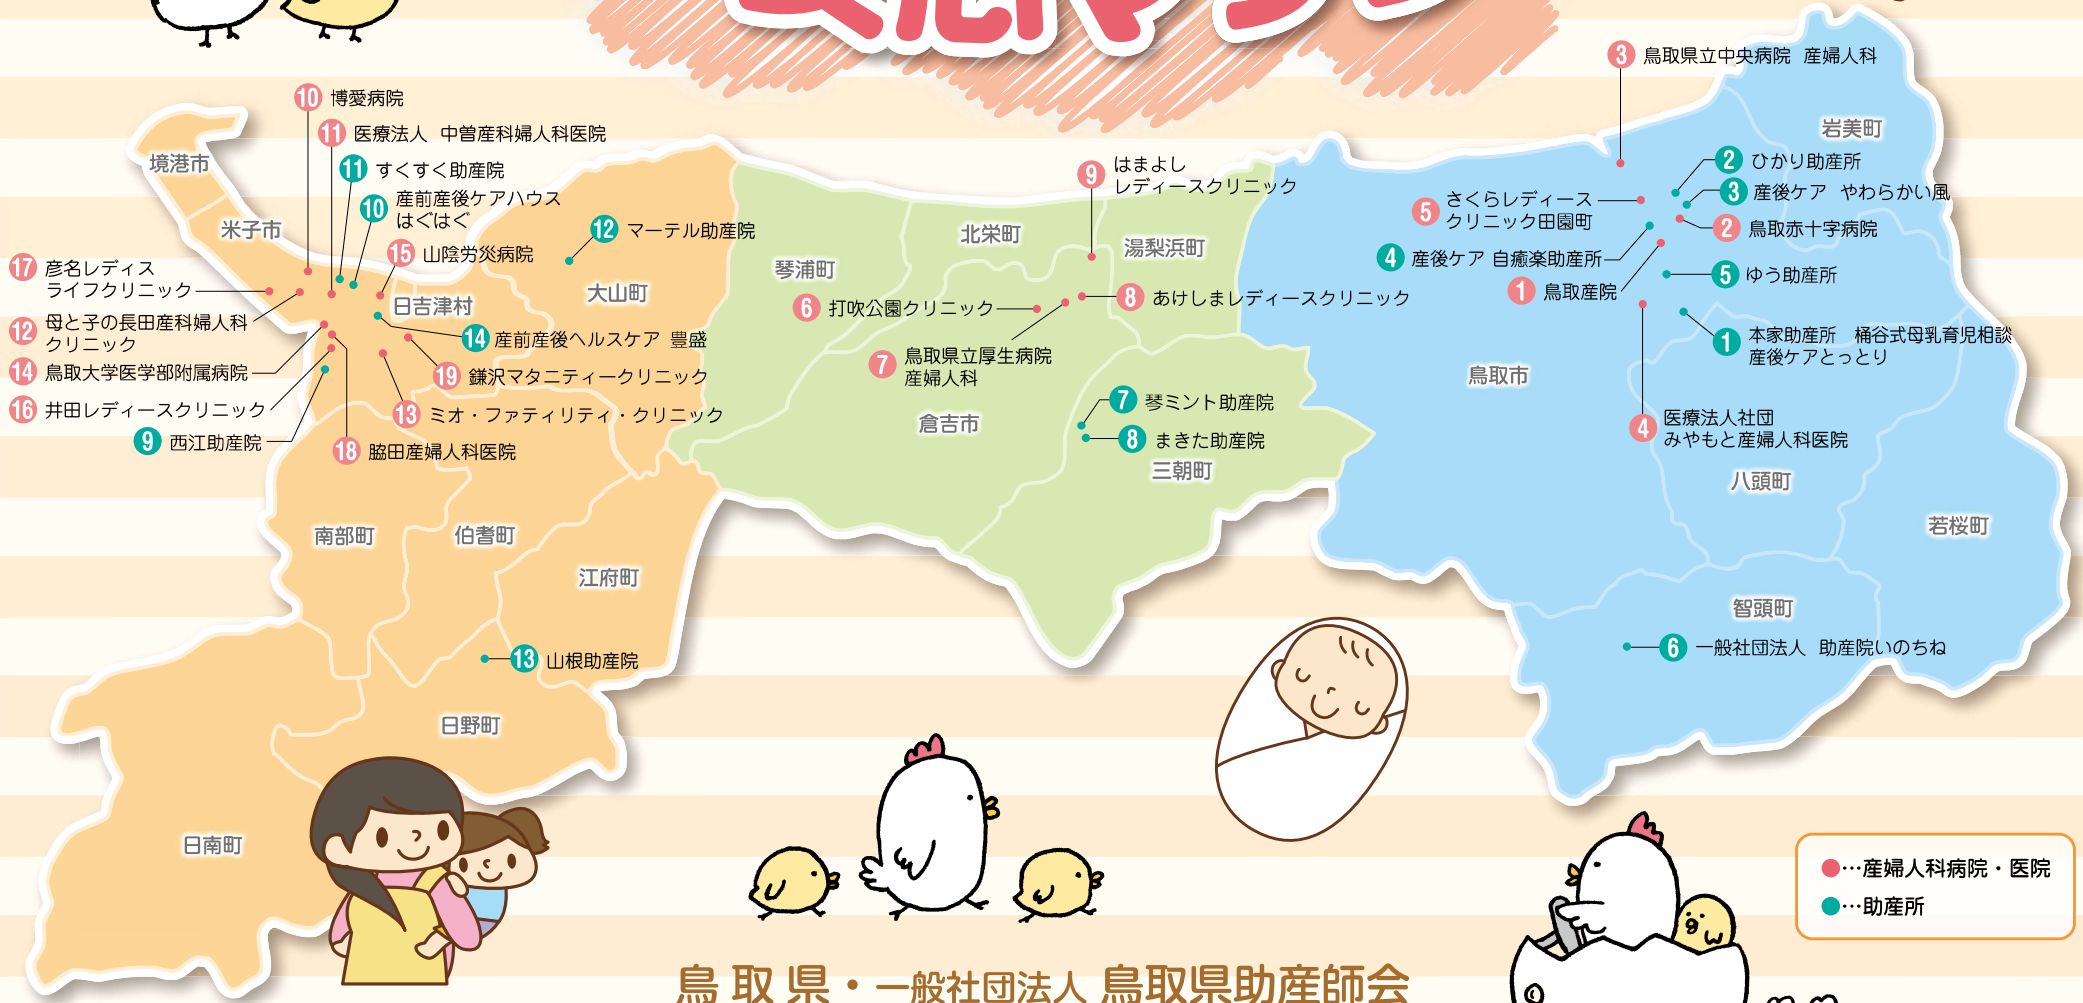 10 博愛病院
11 医療法人 中曽産科婦人科医院
11 すくすく助産院
10 産前産後ケアハウス
はぐはぐ
15 山陰労災病院
12 マーテル助産院
境港市
米子市
日吉津村
大山町
17 彦名レディス
ライフクリニック
12 母と子の長田産科婦人科
クリニック
14 鳥取大学医学部附属病院
16 井田レディースクリニック
9 西江助産院
14 産前産後ヘルスケア 豊盛
19 鎌沢マタニティークリニック
13 ミオ・ファティリティ・クリニック
18 脇田産婦人科医院
南部町
伯耆町
江府町
13 山根助産院
日野町
日南町
9 はまよし
レディースクリニック
北栄町
湯梨浜町
琴浦町
6 打吹公園クリニック
8 あけしまレディースクリニック
7 鳥取県立厚生病院
産婦人科
倉吉市
7 琴ミント助産院
8 まきた助産院
三朝町
3 鳥取県立中央病院 産婦人科
岩美町
2 ひかり助産所
3 産後ケア やわらかい風
5 さくらレディース
クリニック田園町
2 鳥取赤十字病院
4 産後ケア 自癒楽助産所
5 ゆう助産所
1 鳥取産院
1 本家助産所 桶谷式母乳育児相談
産後ケアとっとり
鳥取市
4 医療法人社団
みやもと産婦人科医院
八頭町
若桜町
智頭町
6 一般社団法人 助産院いのちね
●…産婦人科病院・医院
●…助産所
鳥取県・一般社団法人 鳥取県助産師会